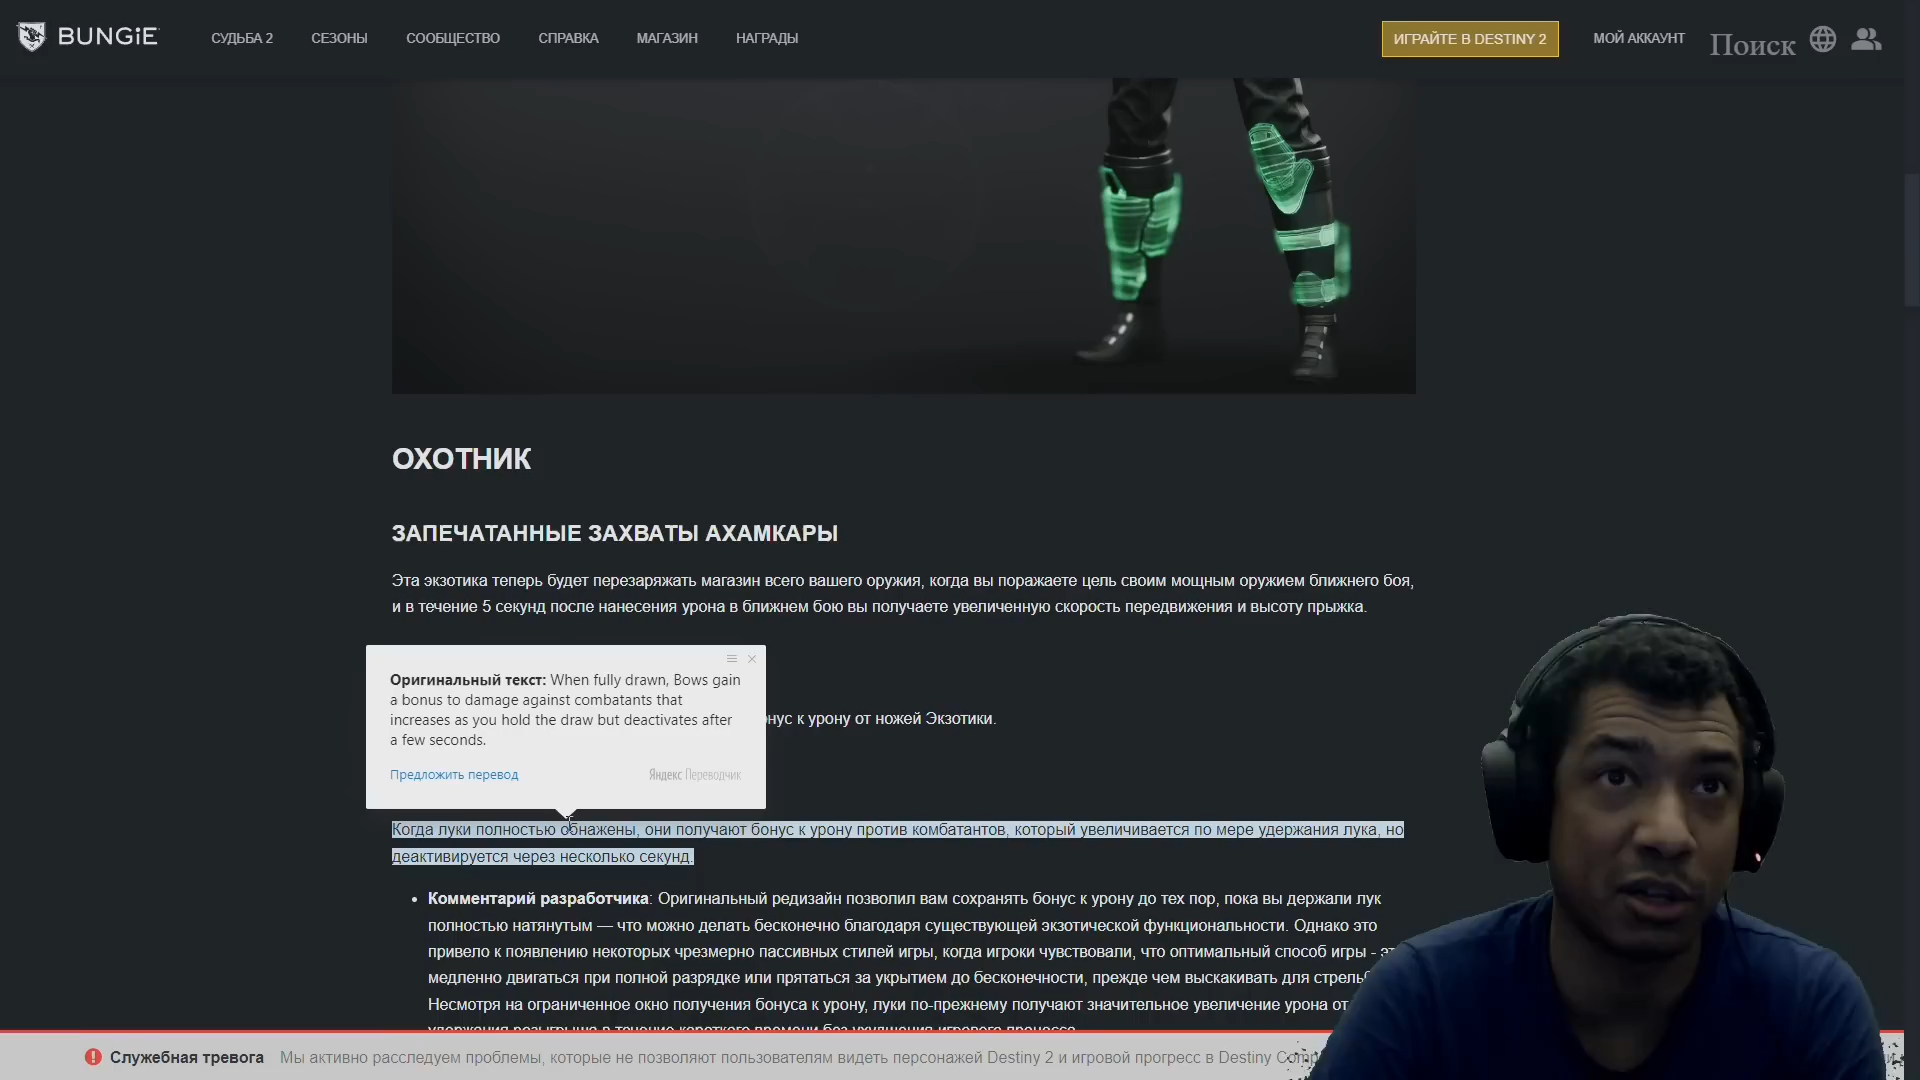 BUNGiE
СУДЬБА 2
СЕЗОНЫ
СООБЩЕСТВО
СПРАВКА
МАГАЗИН
НАГРАДЫ
ИГРАЙТЕ В DESTINY 2
МОЙ АККАУНТ
Поиск
ОХОТНИК
ЗАПЕЧАТАННЫЕ ЗАХВАТЫ АХАМКАРЫ
Эта экзотика теперь будет перезаряжать магазин всего вашего оружия, когда вы поражаете цель своим мощным оружием ближнего боя,
и в течение 5 секунд после нанесения урона в ближнем бою вы получаете увеличенную скорость передвижения и высоту прыжка.
Оригинальный текст: When fully drawn, Bows gain
a bonus to damage against combatants that
increases as you hold the draw but deactivates after
a few seconds.
Предложить перевод
Яндекс Переводчик
к урону от ножей Экзотики.
Когда луки полностью обнажены, они получают бонус к урону против комбатантов, который увеличивается по мере удержания лука, но
деактивируется через несколько секунд.
• Комментарий разработчика: Оригинальный редизайн позволил вам сохранять бонус к урону до тех пор, пока вы держали лук
полностью натянутым — что можно делать бесконечно благодаря существующей экзотической функциональности. Однако это
привело к появлению некоторых чрезмерно пассивных стилей игры, когда игроки чувствовали, что оптимальный способ игры -
медленно двигаться при полной разрядке или прятаться за укрытием до бесконечности, прежде чем выскакивать для
Несмотря на ограниченное окно получения бонуса к урону, луки по-прежнему получают значительное увеличение урона от
Служебная тревога
Мы активно расследуем проблемы, которые не позволяют пользователям видеть персонажей Destiny 2 и игровой прогресс в Destiny